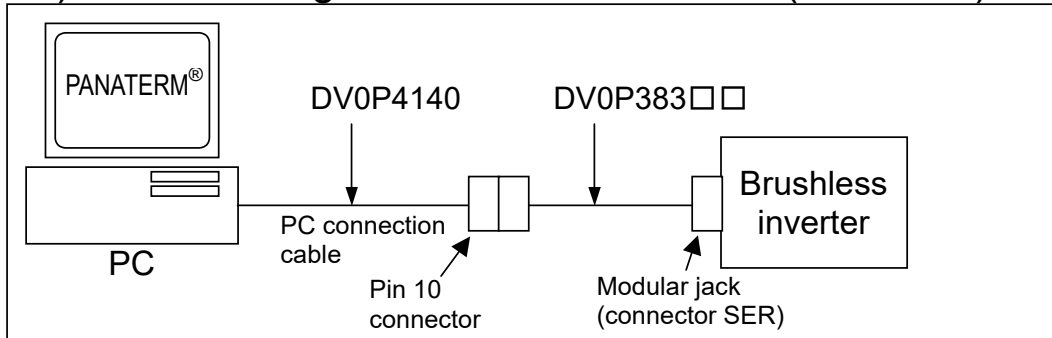 PANATERM®
DV0P4140
DV0P383□□
Brushless
inverter
PC connection
cable
PC
Pin 10
connector
Modular jack
(connector SER)